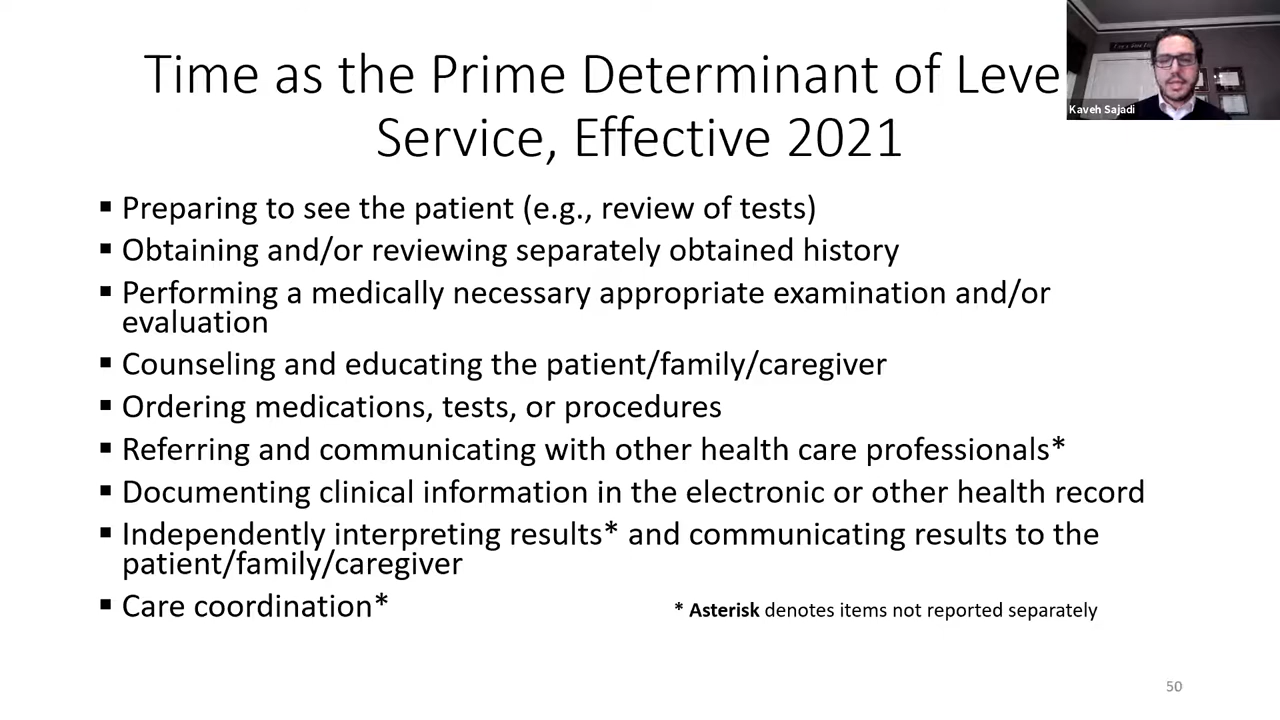 Time as the Prime Determinant of Leve
Service, Effective 2021
Kaveh Sajadi
▪ Preparing to see the patient (e.g., review of tests)
▪ Obtaining and/or reviewing separately obtained history
▪ Performing a medically necessary appropriate examination and/or
evaluation
▪ Counseling and educating the patient/family/caregiver
▪ Ordering medications, tests, or procedures
▪ Referring and communicating with other health care professionals*
▪ Documenting clinical information in the electronic or other health record
▪ Independently interpreting results* and communicating results to the
patient/family/caregiver
▪ Care coordination*
* Asterisk denotes items not reported separately
50